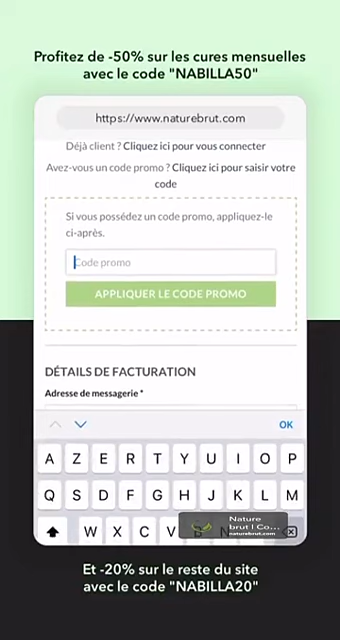 Profitez de -50% sur les cures mensuelles
avec le code "NABILLA50"
https://www.naturebrut.com
Déjà client ? Cliquez ici pour vous connecter
Avez-vous un code promo ? Cliquez ici pour saisir votre
code
Si vous possédez un code promo, appliquez-le
ci-après.
Code promo
APPLIQUER LE CODE PROMO
DÉTAILS DE FACTURATION
Adresse de messagerie *
OK
A Z E R T Y U I O P
Q S D F G H J K L M
W X C V B N
Nature
brut | Co...
naturebrut.com
Et -20% sur le reste du site
avec le code "NABILLA20"